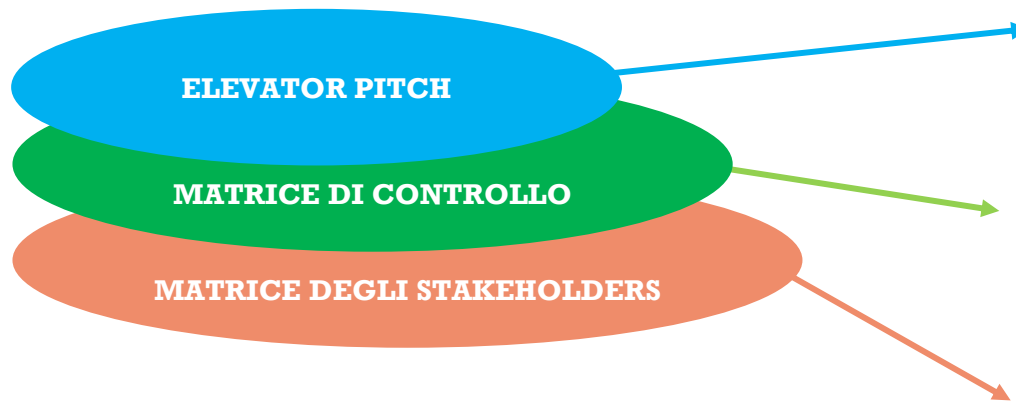 ELEVATOR PITCH
MATRICE DI CONTROLLO
MATRICE DEGLI STAKEHOLDERS